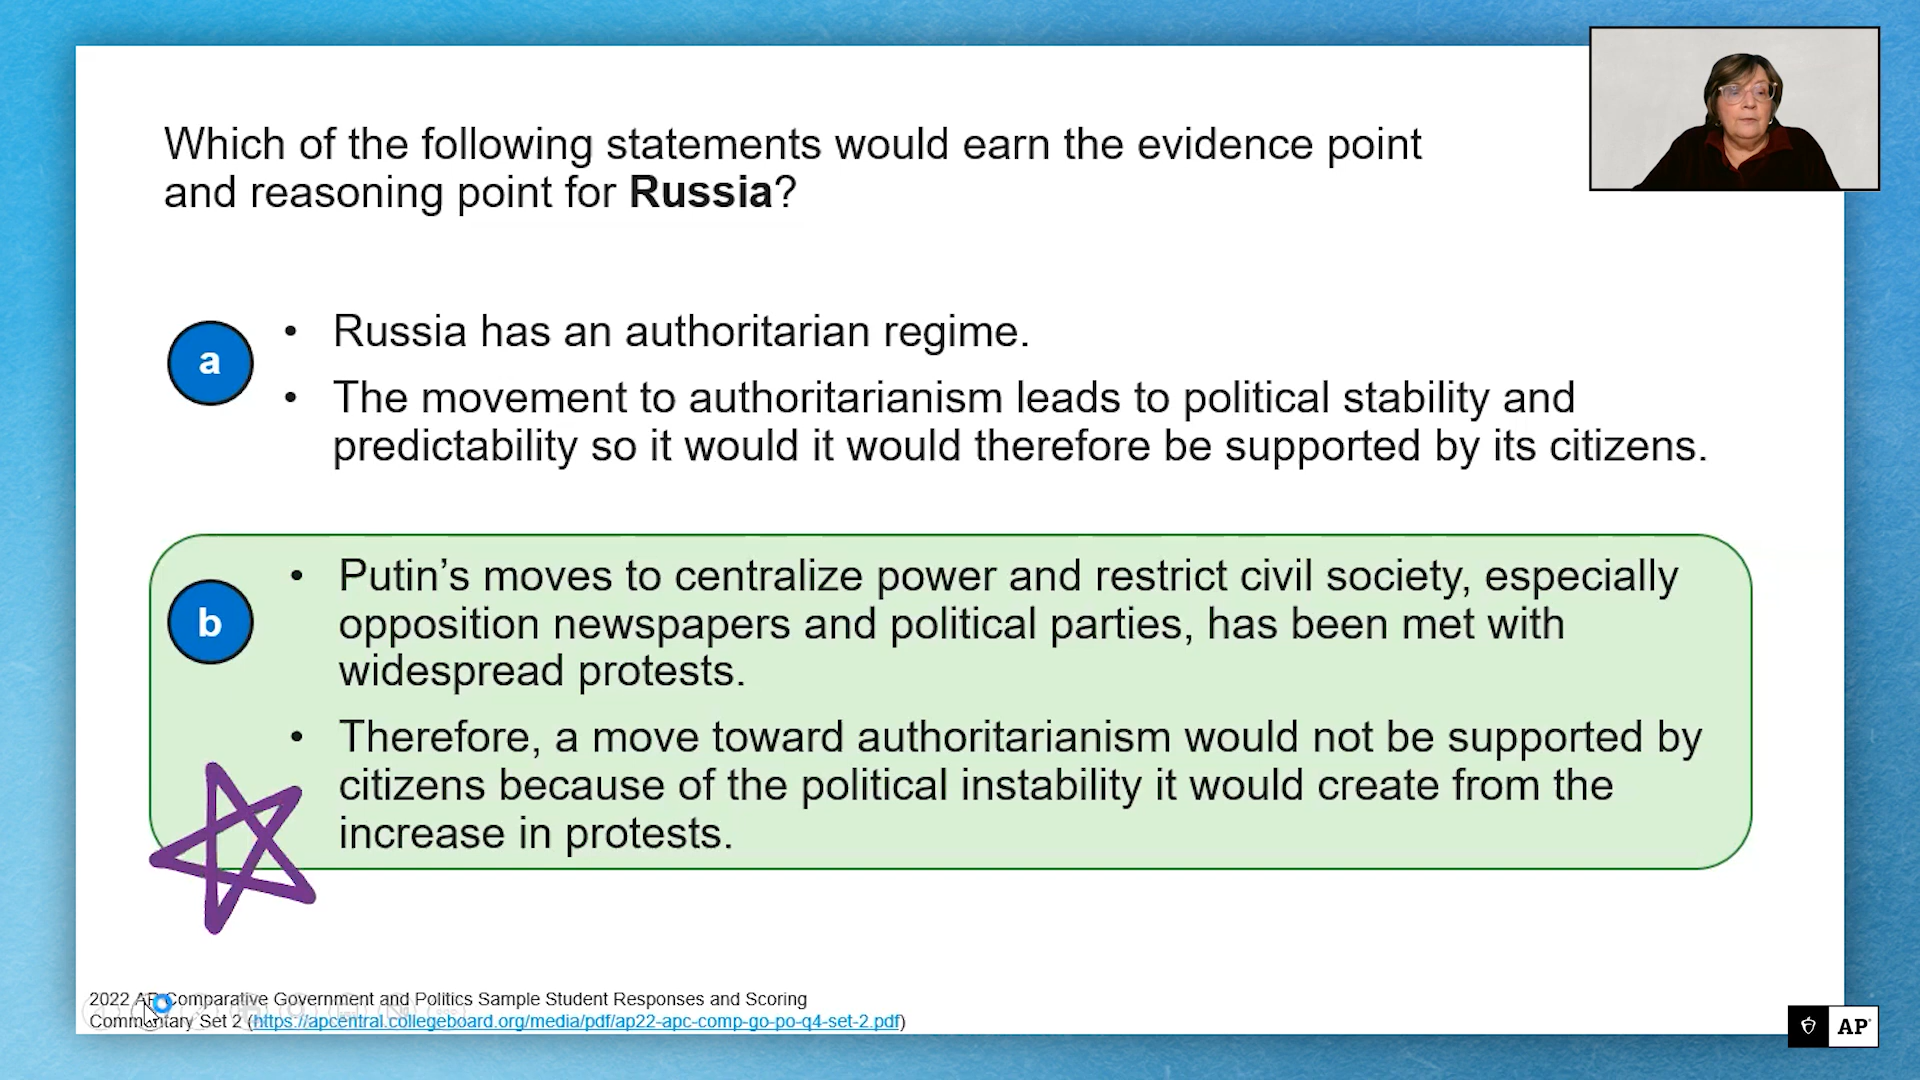 Which of the following statements would earn the evidence point
and reasoning point for Russia?
a
• Russia has an authoritarian regime.
• The movement to authoritarianism leads to political stability and
predictability so it would it would therefore be supported by its citizens.
b
• Putin’s moves to centralize power and restrict civil society, especially
opposition newspapers and political parties, has been met with
widespread protests.
• Therefore, a move toward authoritarianism would not be supported by
citizens because of the political instability it would create from the
increase in protests.
2022 AP Comparative Government and Politics Sample Student Responses and Scoring
Commentary Set 2 (https://apcentral.collegeboard.org/media/pdf/ap22-apc-comp-go-po-q4-set-2.pdf)
AP